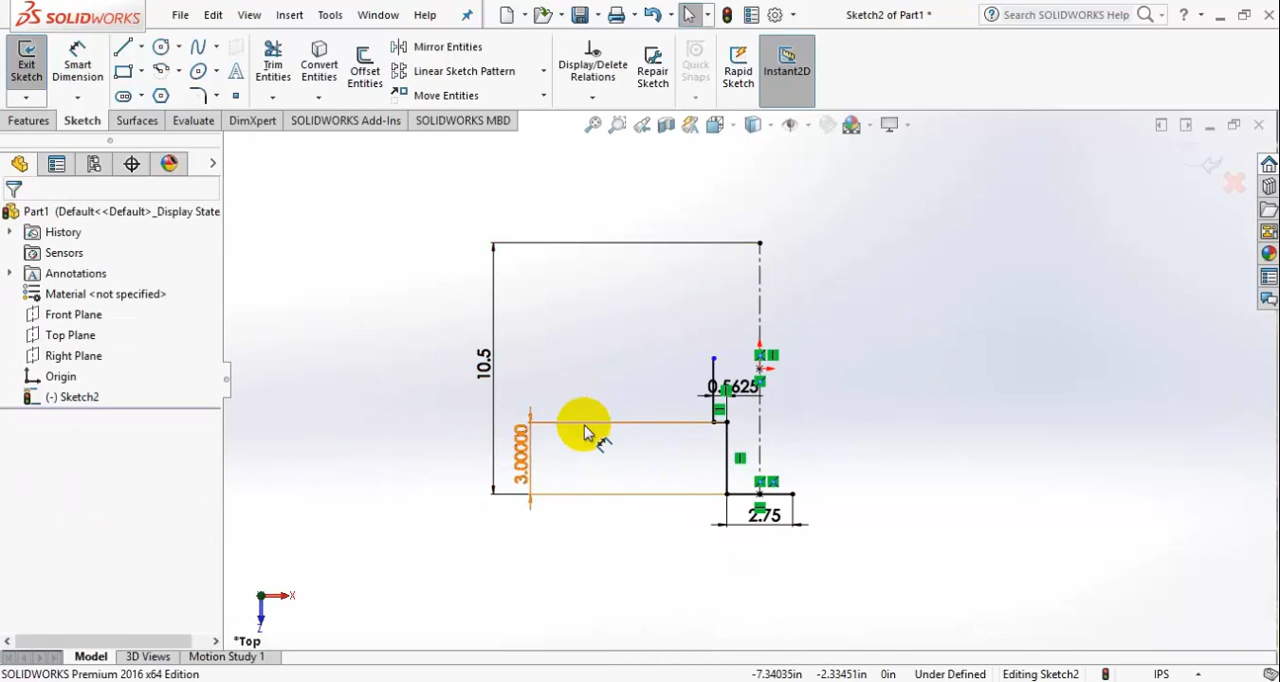 SOLIDWORKS
File Edit View Insert Tools Window Help
Sketch2 of Part1 *
Search SOLIDWORKS Help
Exit Sketch
Smart Dimension
Trim Entities
Convert Entities
Offset Entities
Mirror Entities
Linear Sketch Pattern
Move Entities
Display/Delete Relations
Repair Sketch
Quick Snaps
Rapid Sketch
Instant2D
Features Sketch Surfaces Evaluate DimXpert SOLIDWORKS Add-Ins SOLIDWORKS MBD
Part1 (Default<<Default>_Display State
History
Sensors
Annotations
Material <not specified>
Front Plane
Top Plane
Right Plane
Origin
(-) Sketch2
10.5
0.5625
3.00000
2.75
X
Z
*Top
Model 3D Views Motion Study 1
SOLIDWORKS Premium 2016 x64 Edition -7.34035in -2.33451in 0in Under Defined Editing Sketch2 IPS